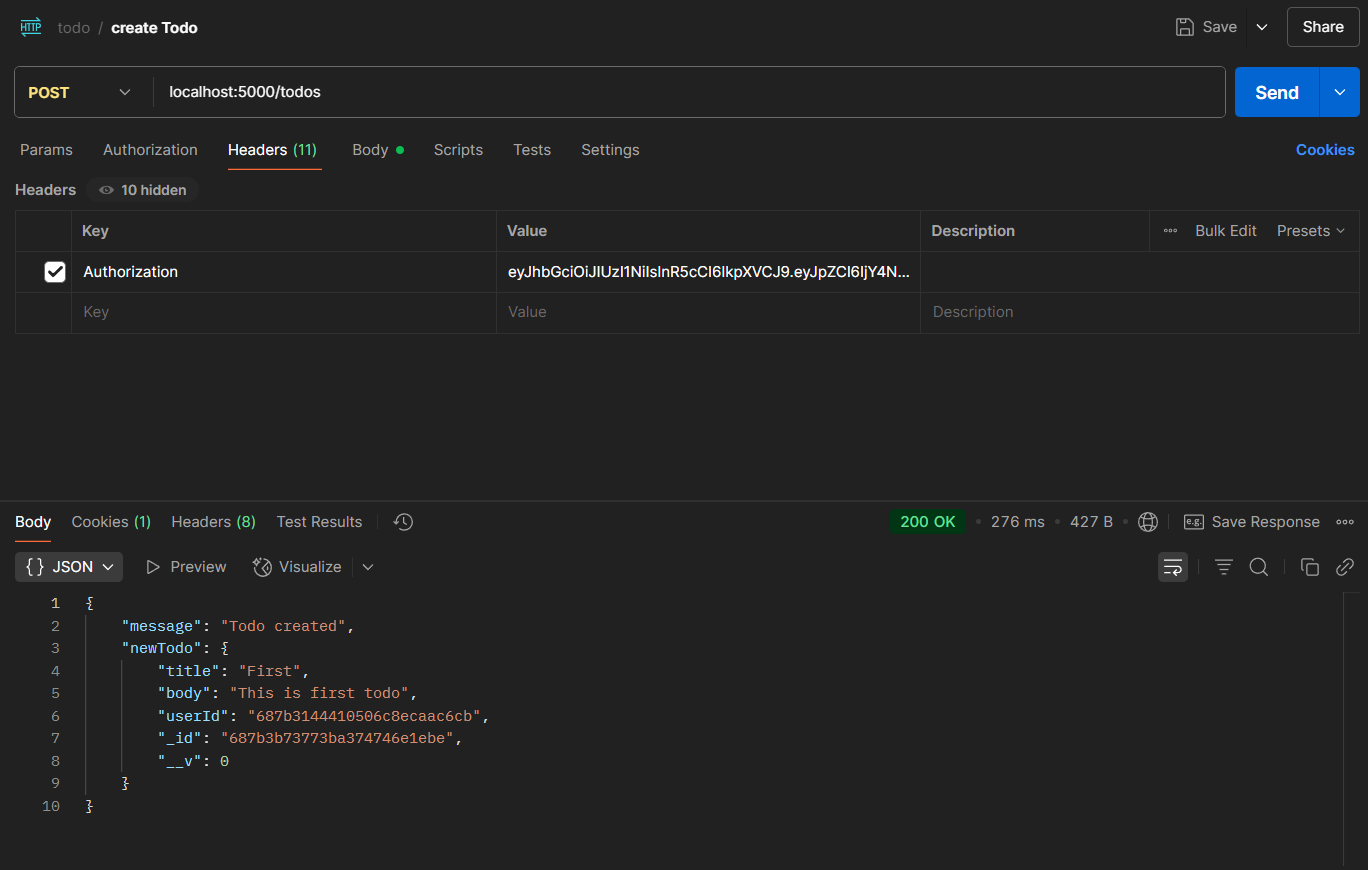 HTTP todo / create Todo Save Share
POST localhost:5000/todos Send
Params Authorization Headers (11) Body Scripts Tests Settings Cookies
Headers 10 hidden
Key Value Description Bulk Edit Presets
Authorization eyJhbGciOiJIUzI1NiIsInR5cCI6IkpXVCJ9.eyJpZCI6IjY4N...
Key Value Description
Body Cookies (1) Headers (8) Test Results 200 OK • 276 ms • 427 B • e.g. Save Response
{} JSON Preview Visualize
1 {
2 "message": "Todo created",
3 "newTodo": {
4 "title": "First",
5 "body": "This is first todo",
6 "userId": "687b3144410506c8ecaac6cb",
7 "_id": "687b3b73773ba374746e1ebe",
8 "__v": 0
9 }
10 }